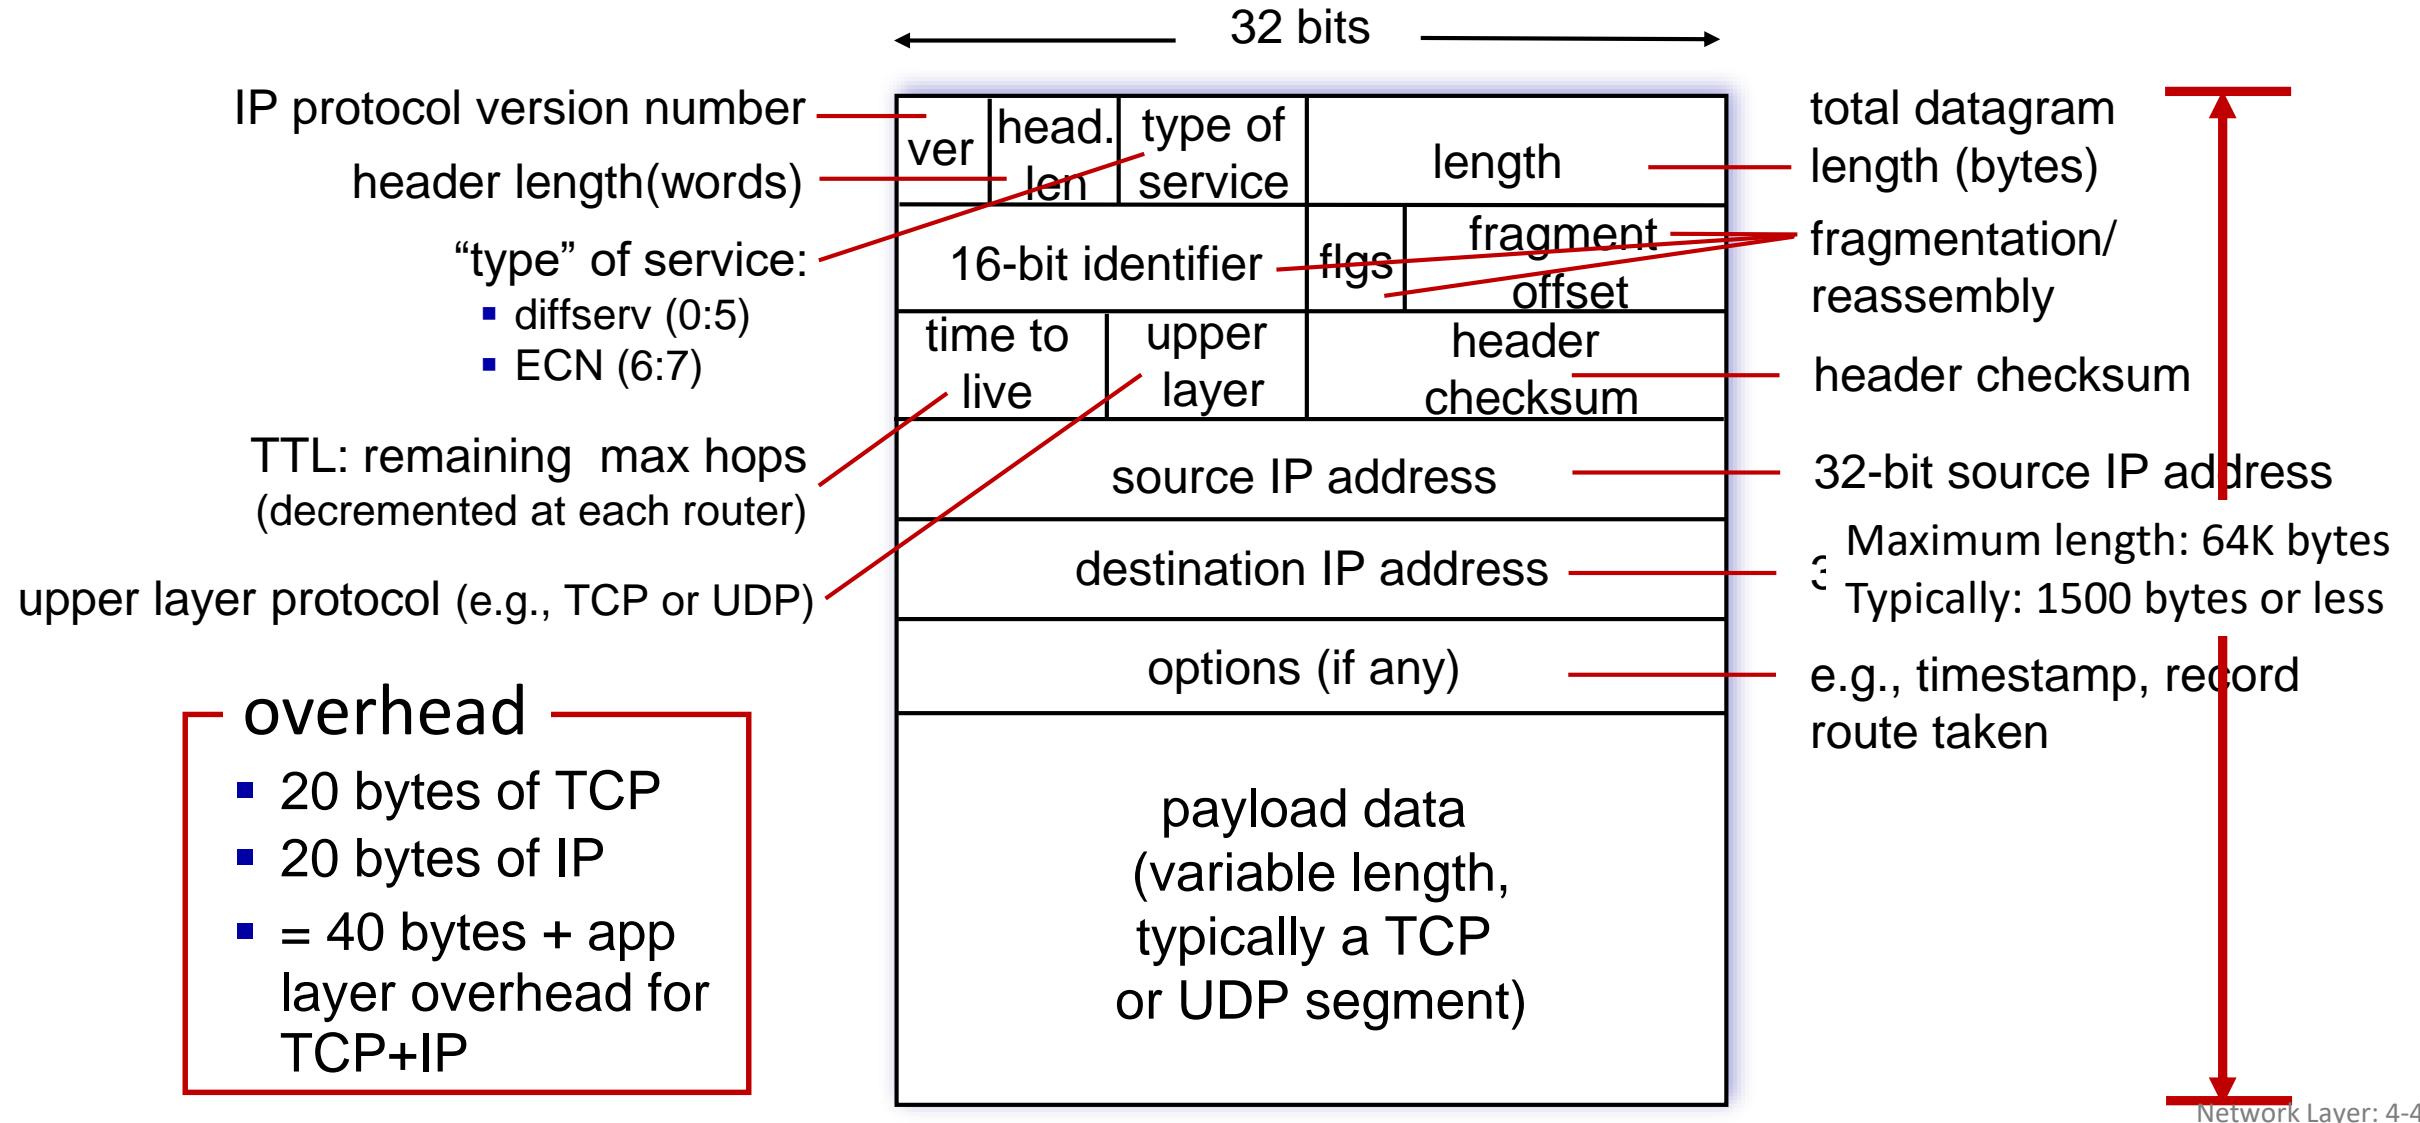 32 bits
IP protocol version number
header length(words)
“type” of service:
diffserv (0:5)
ECN (6:7)
TTL: remaining  max hops
(decremented at each router)
upper layer protocol (e.g., TCP or UDP)
overhead
20 bytes of TCP
20 bytes of IP
= 40 bytes + app
layer overhead for
TCP+IP
ver
head.
len
type of
service
length
16-bit identifier
flgs
fragment
offset
time to
live
upper
layer
header
checksum
source IP address
destination IP address
options (if any)
payload data
(variable length,
typically a TCP
or UDP segment)
total datagram
length (bytes)
fragmentation/
reassembly
header checksum
32-bit source IP address
Maximum length: 64K bytes
Typically: 1500 bytes or less
e.g., timestamp, record
route taken
Network Layer: 4-4